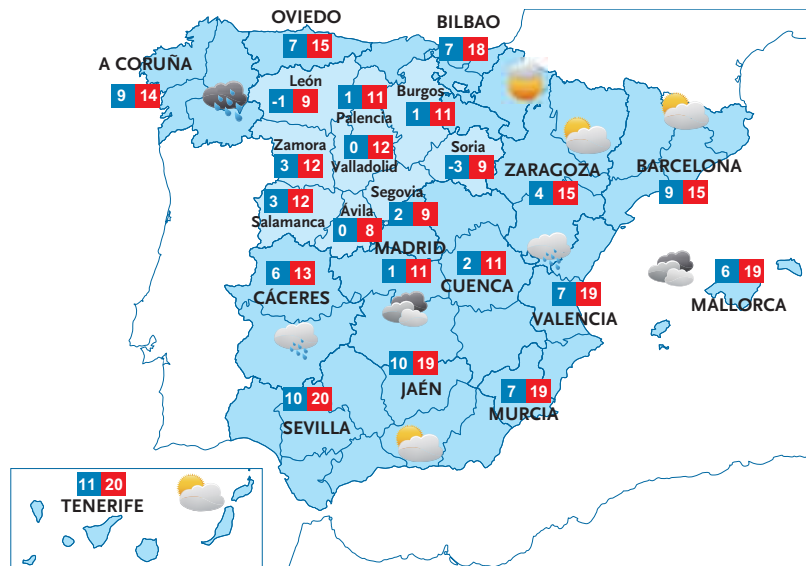 OVIEDO
7 15
BILBAO
7 18
A CORUÑA
9 14
León
-1 9
1 11
Palencia
Burgos
1 11
Zamora
3 12
0 12
Valladolid
Soria
-3 9
ZARAGOZA
4 15
BARCELONA
9 15
3 12
Salamanca
Ávila
0 8
Segovia
2 9
MADRID
1 11
2 11
CUENCA
6 13
CÁCERES
7 19
VALENCIA
6 19
MALLORCA
10 19
JAÉN
7 19
MURCIA
10 20
SEVILLA
11 20
TENERIFE